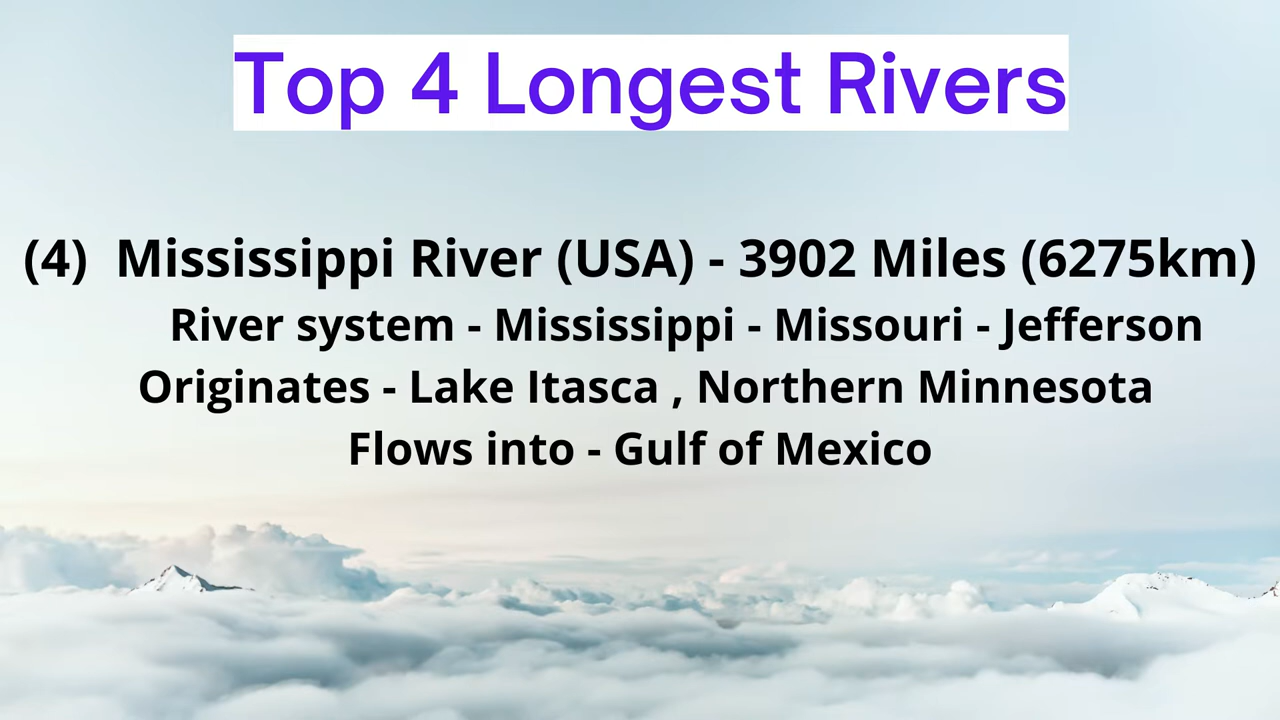 Top 4 Longest Rivers
(4) Mississippi River (USA) - 3902 Miles (6275km)
River system - Mississippi - Missouri - Jefferson
Originates - Lake Itasca , Northern Minnesota
Flows into - Gulf of Mexico